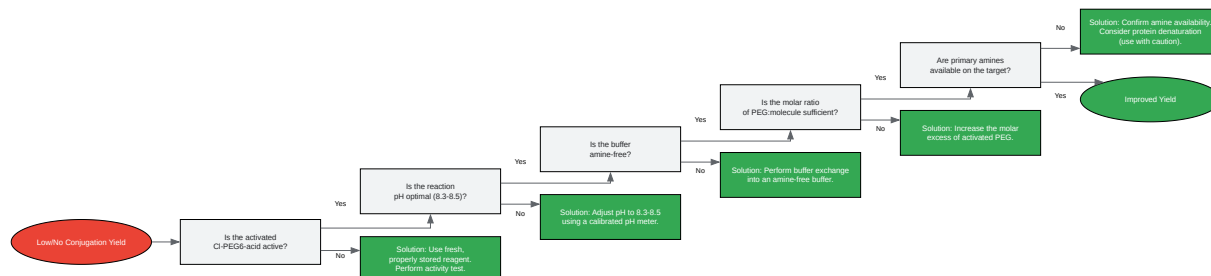 Low/No Conjugation Yield
Is the activated
Cl-PEG6-acid active?
Yes
No
Solution: Use fresh,
properly stored reagent.
Perform activity test.
Is the reaction
pH optimal (8.3-8.5)?
Yes
No
Solution: Adjust pH to 8.3-8.5
using a calibrated pH meter.
Is the buffer
amine-free?
Yes
No
Solution: Perform buffer exchange
into an amine-free buffer.
Is the molar ratio
of PEG:molecule sufficient?
Yes
No
Solution: Increase the molar
excess of activated PEG.
Are primary amines
available on the target?
No
Solution: Confirm amine availability.
Consider protein denaturation
(use with caution).
Yes
Improved Yield